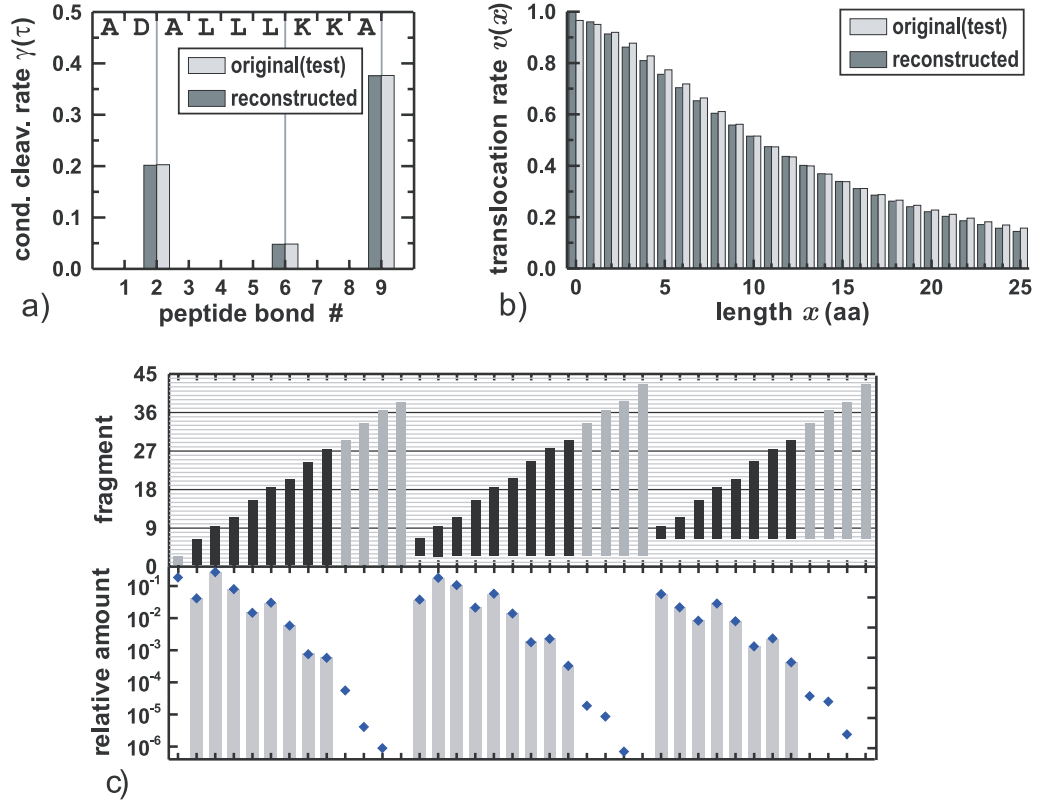 A D A L L L K K A
0.5
0.4
0.3
0.2
0.1
0.0
cond. cleav. rate γ(τ)
original(test)
reconstructed
1 2 3 4 5 6 7 8 9
peptide bond #
a)
1.0
0.8
0.6
0.4
0.2
0.0
translocation rate v(x)
original(test)
reconstructed
0 5 10 15 20 25
length x (aa)
b)
45
36
27
18
9
0
fragment
10⁻¹
10⁻²
10⁻³
10⁻⁴
10⁻⁵
10⁻⁶
relative amount
c)